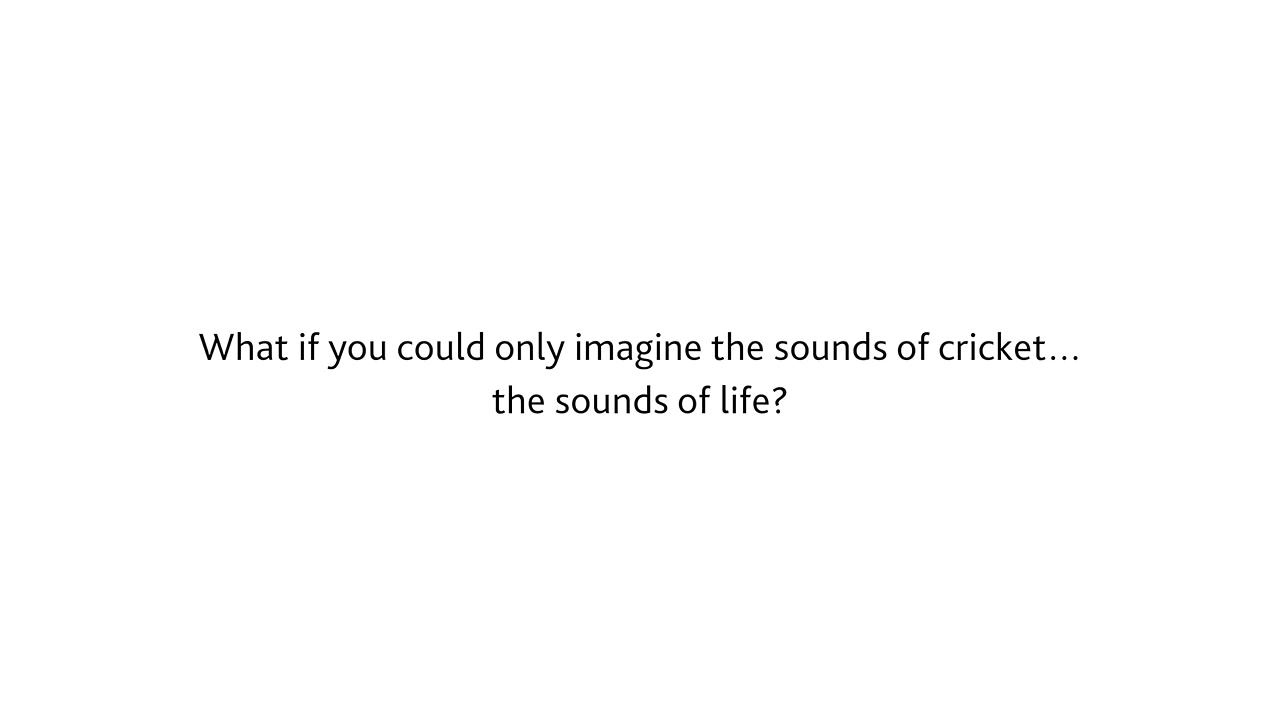 What if you could only imagine the sounds of cricket…
the sounds of life?